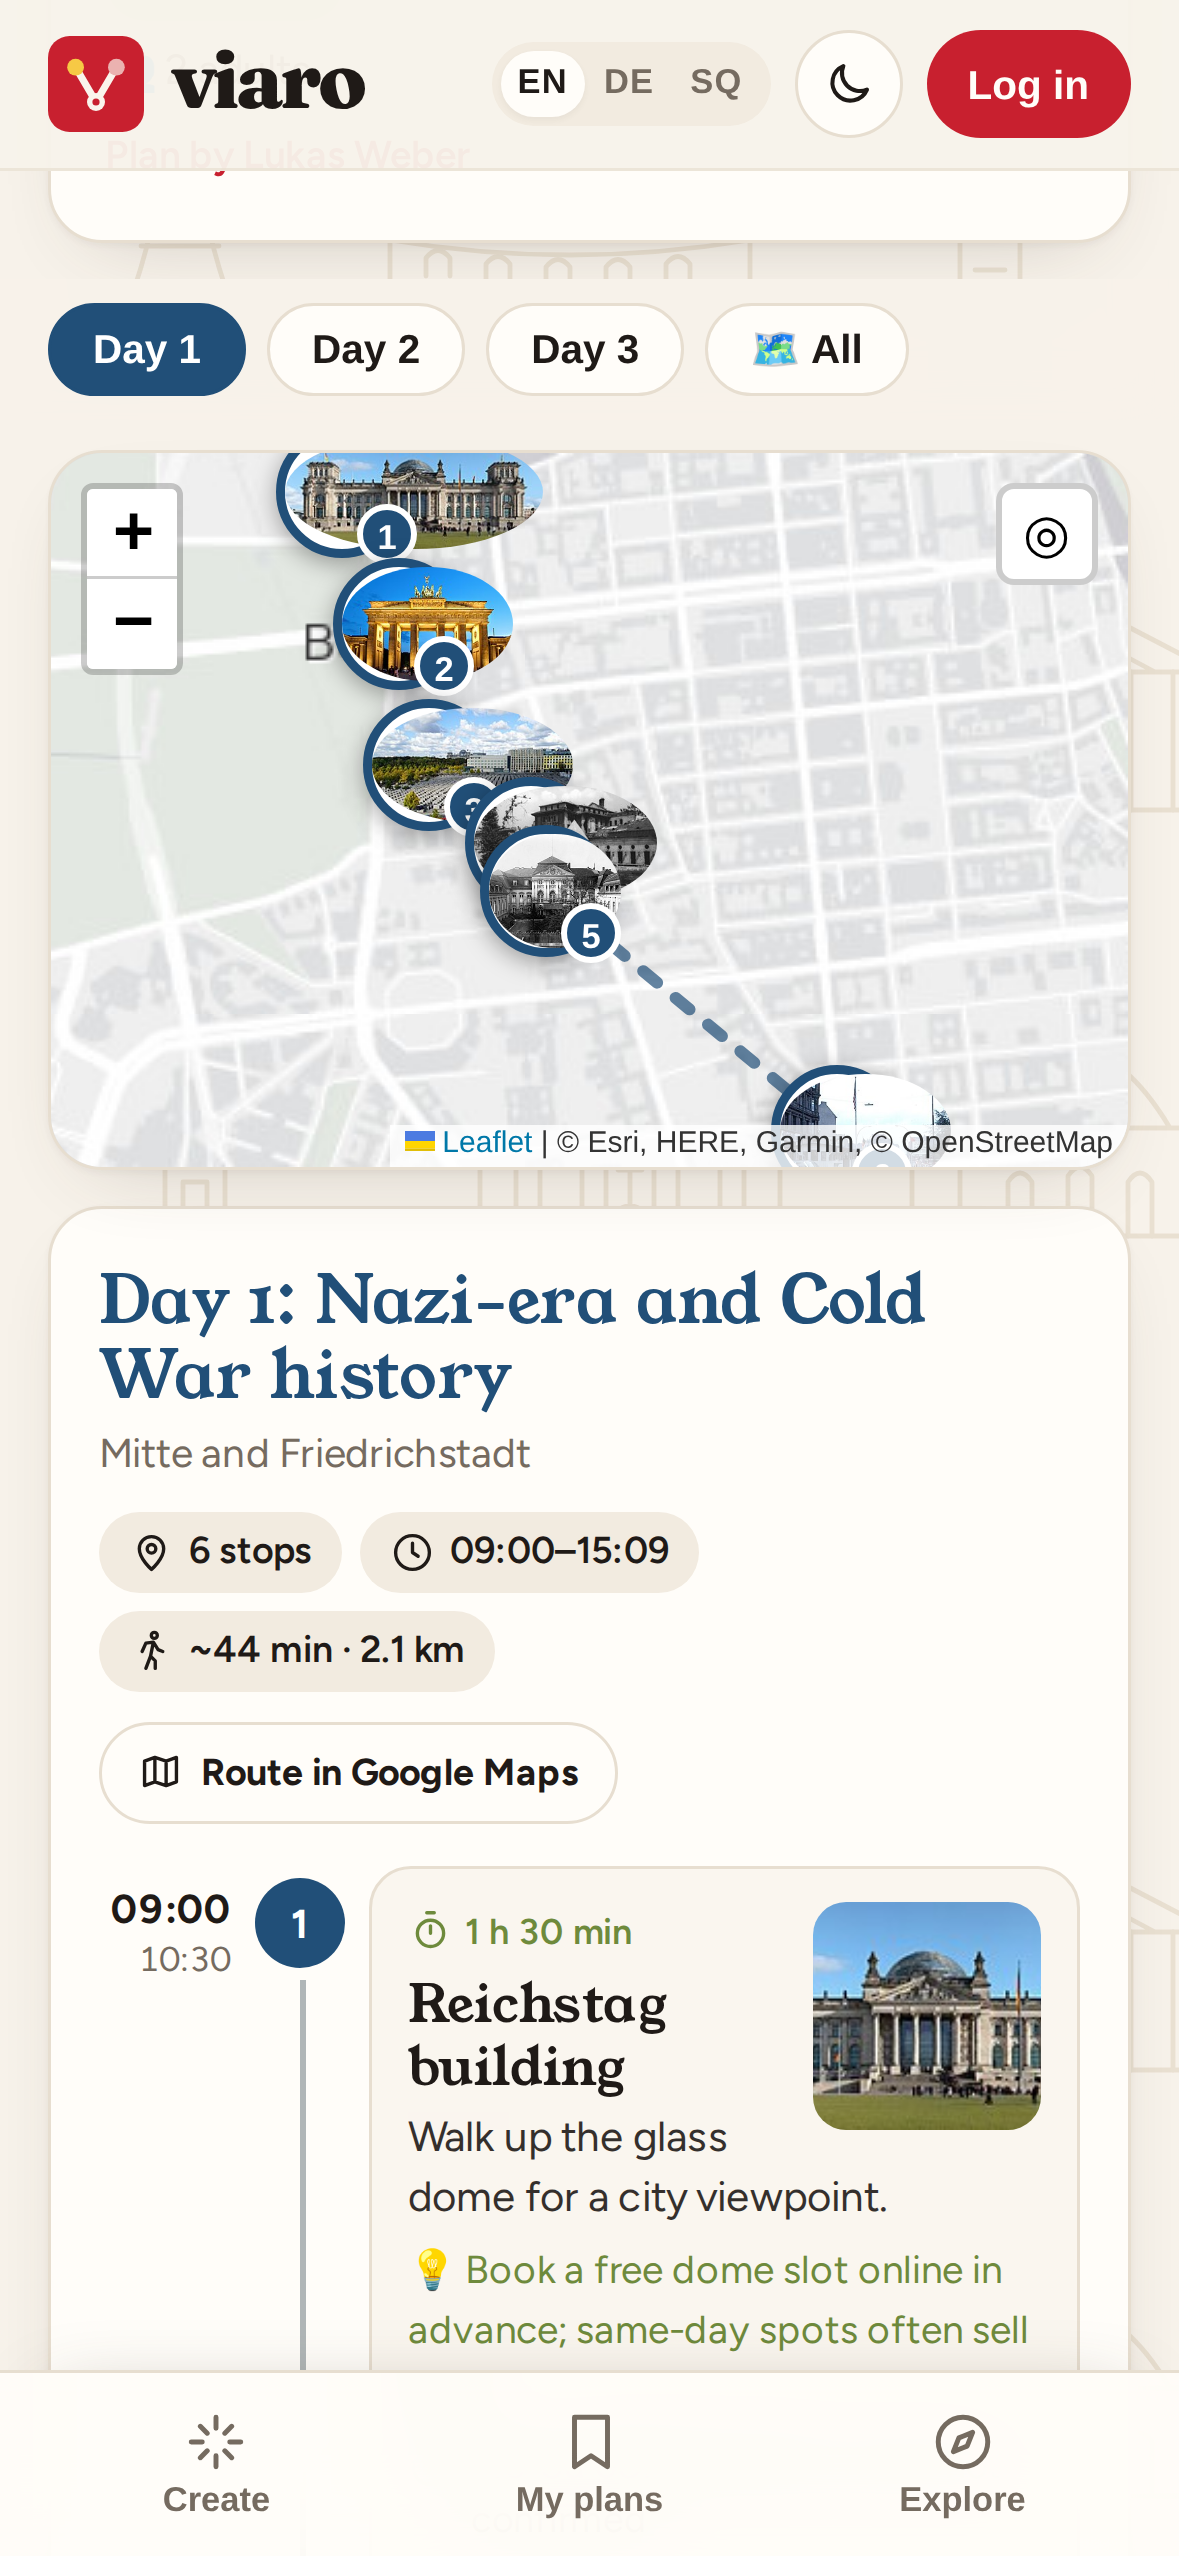 viaro
EN DE SQ
Log in
Plan by Lukas Weber
Day 1
Day 2
Day 3
All
+
−
1
B
2
3
5
Leaflet | © Esri, HERE, Garmin, © OpenStreetMap
Day 1: Nazi-era and Cold
War history
Mitte and Friedrichstadt
6 stops
09:00–15:09
~44 min · 2.1 km
Route in Google Maps
09:00
10:30
1
1 h 30 min
Reichstag
building
Walk up the glass
dome for a city viewpoint.
Book a free dome slot online in
advance; same-day spots often sell
confirmed
Create
My plans
Explore